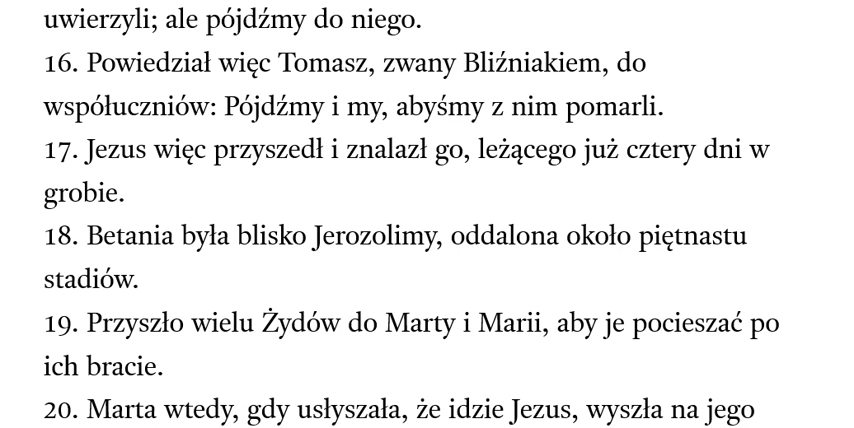 uwierzyli; ale pójdźmy do niego.
16. Powiedział więc Tomasz, zwany Bliźniakiem, do
współuczniów: Pójdźmy i my, abyśmy z nim pomarli.
17. Jezus więc przyszedł i znalazł go, leżącego już cztery dni w
grobie.
18. Betania była blisko Jerozolimy, oddalona około piętnastu
stadiów.
19. Przyszło wielu Żydów do Marty i Marii, aby je pocieszać po
ich bracie.
20. Marta wtedy, gdy usłyszała, że idzie Jezus, wyszła na jego